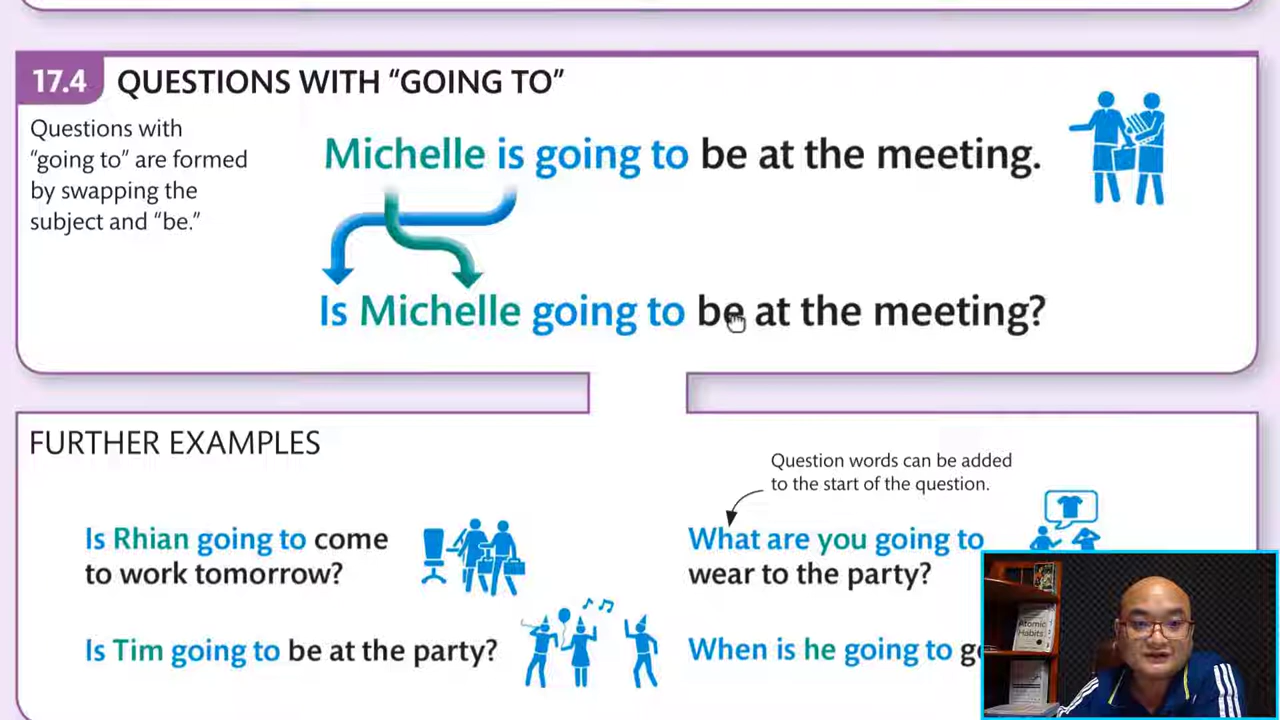 17.4 QUESTIONS WITH “GOING TO”
Questions with
“going to” are formed
by swapping the
subject and “be.”
Michelle is going to be at the meeting.
Is Michelle going to be at the meeting?
FURTHER EXAMPLES
Question words can be added
to the start of the question.
Is Rhian going to come
to work tomorrow?
Is Tim going to be at the party?
What are you going to
wear to the party?
When is he going to
Atomic
Habits